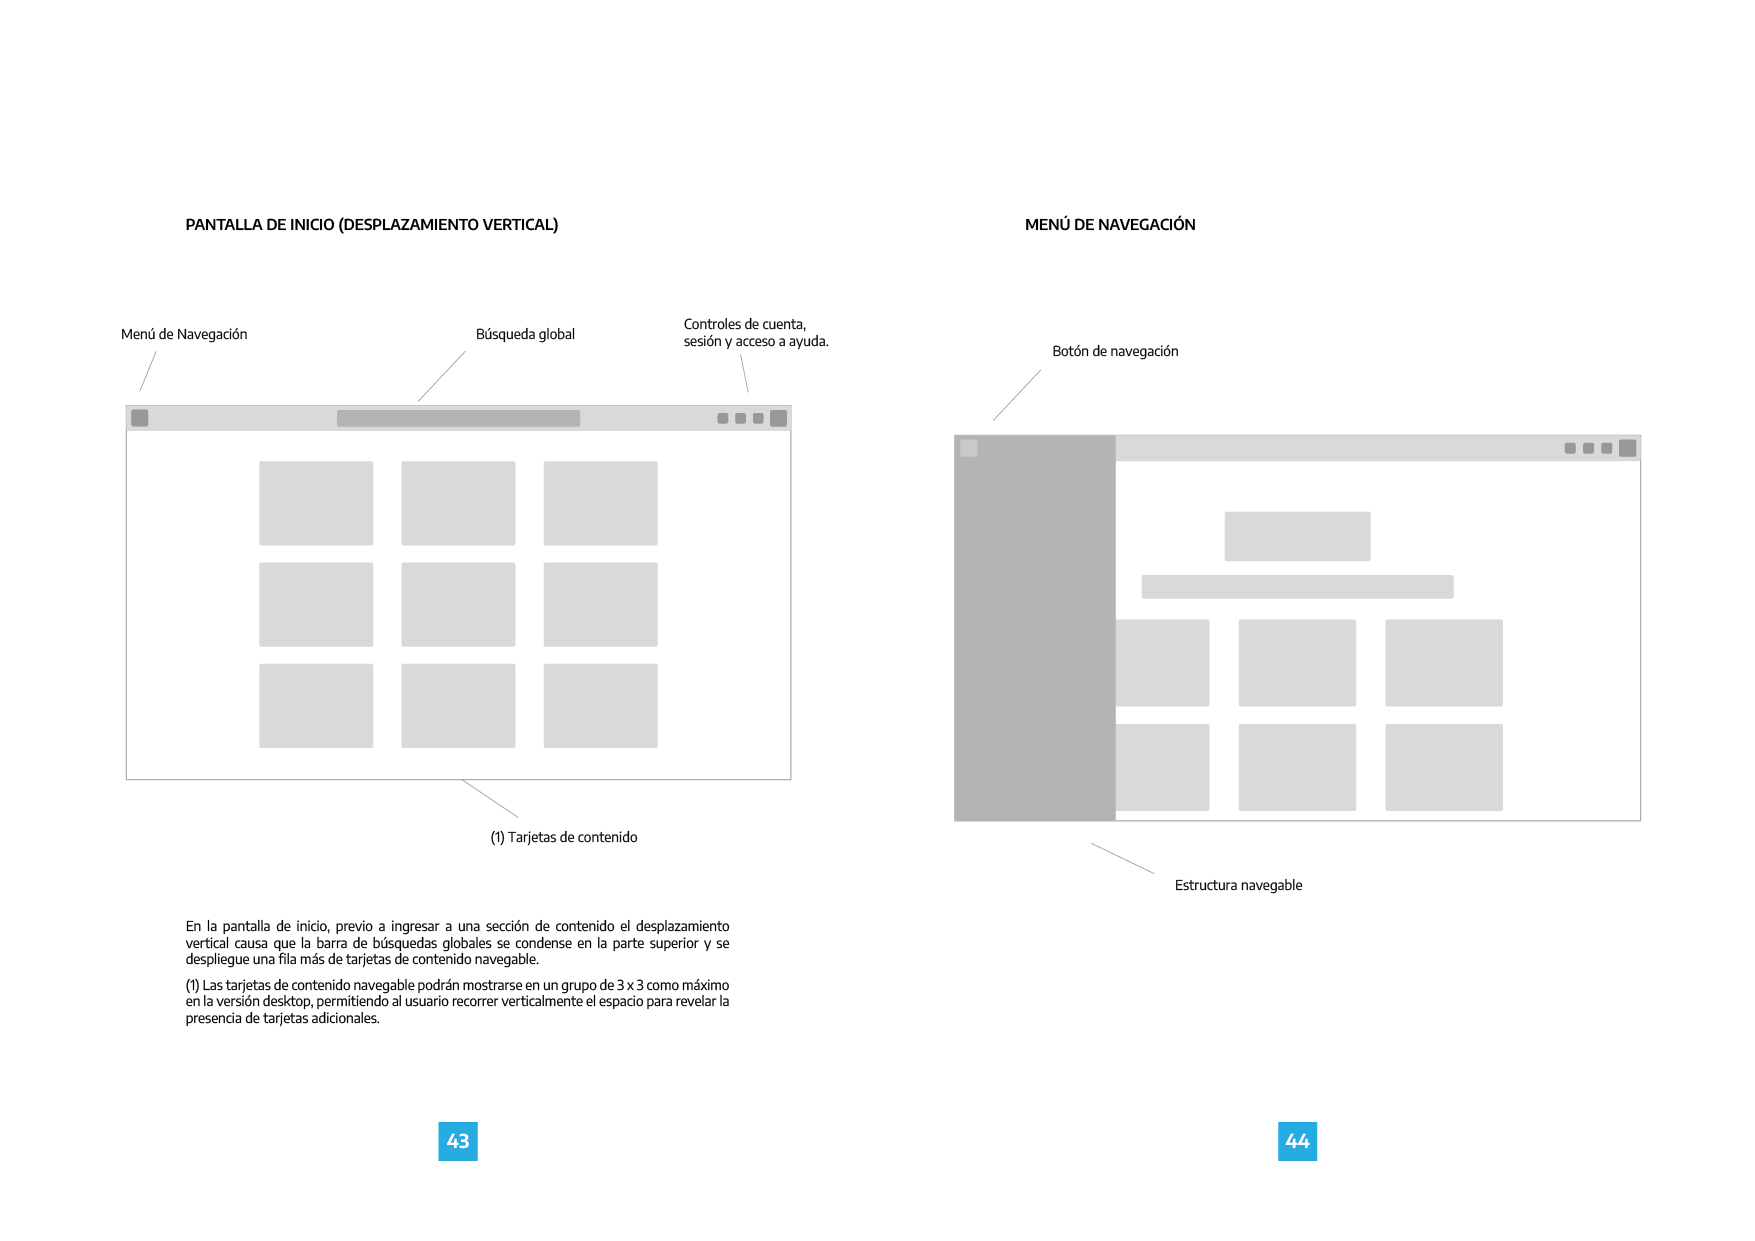 PANTALLA DE INICIO (DESPLAZAMIENTO VERTICAL)
Menú de Navegación
Búsqueda global
Controles de cuenta,
sesión y acceso a ayuda.
(1) Tarjetas de contenido
En la pantalla de inicio, previo a ingresar a una sección de contenido el desplazamiento
vertical causa que la barra de búsquedas globales se condense en la parte superior y se
despliegue una fila más de tarjetas de contenido navegable.
(1) Las tarjetas de contenido navegable podrán mostrarse en un grupo de 3 x 3 como máximo
en la versión desktop, permitiendo al usuario recorrer verticalmente el espacio para revelar la
presencia de tarjetas adicionales.
43
MENÚ DE NAVEGACIÓN
Botón de navegación
Estructura navegable
44